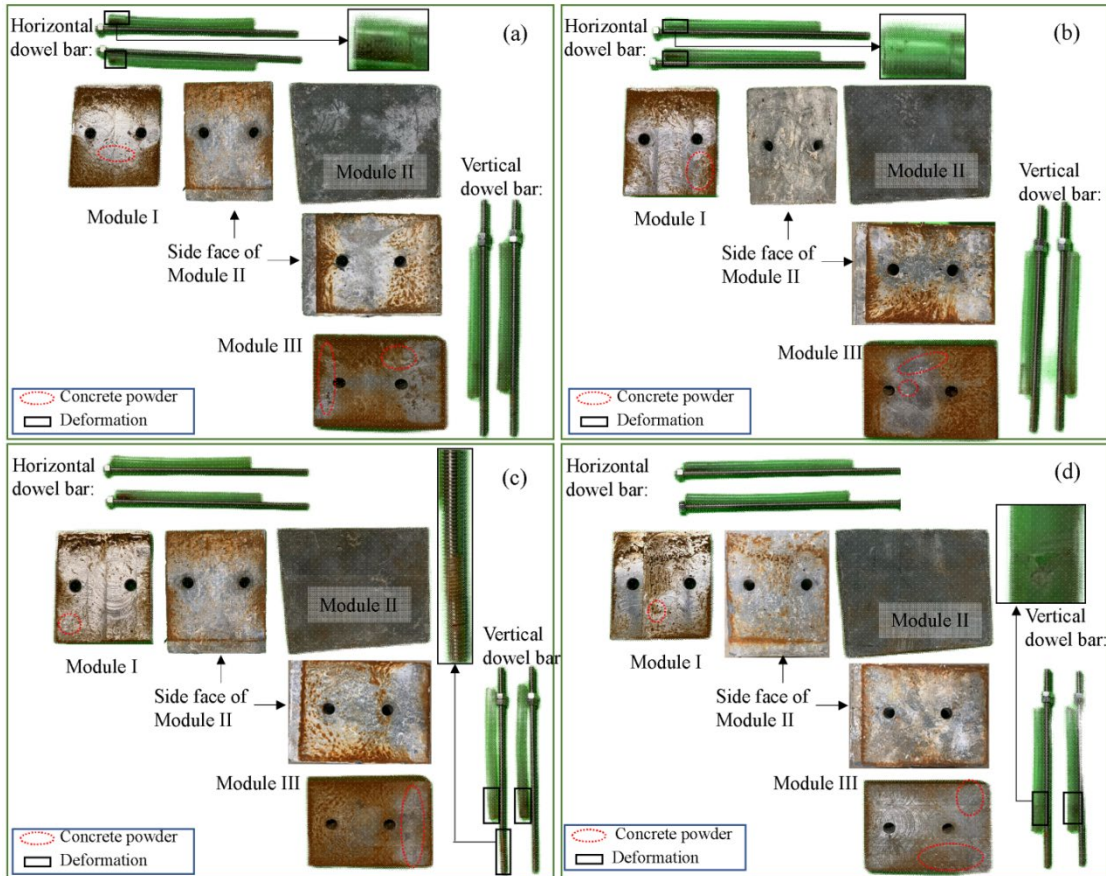 Horizontal
dowel bar:
(a)
Module II
Module I
Vertical
dowel bar:
Side face of
Module II
Module III
Concrete powder
Deformation
Horizontal
dowel bar:
(b)
Module II
Module I
Vertical
dowel bar:
Side face of
Module II
Module III
Concrete powder
Deformation
Horizontal
dowel bar:
(c)
Module II
Module I
Vertical
dowel bar:
Side face of
Module II
Module III
Concrete powder
Deformation
Horizontal
dowel bar:
(d)
Module II
Module I
Vertical
dowel bar:
Side face of
Module II
Module III
Concrete powder
Deformation